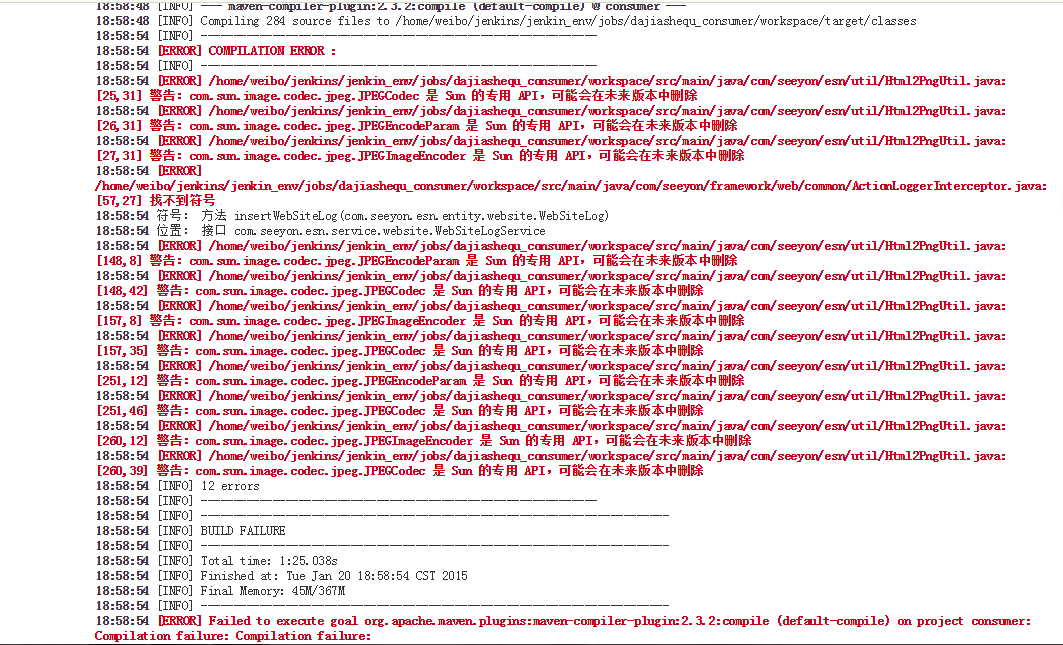 18:58:48 [INFO] --- maven-compiler-plugin:2.3.2:compile (default-compile) @ consumer ---
18:58:48 [INFO] Compiling 284 source files to /home/weibo/jenkins/jenkin_env/jobs/dajiashequ_consumer/workspace/target/classes
18:58:54 [INFO] -------------------------------------------------------------
18:58:54 [ERROR] COMPILATION ERROR :
18:58:54 [INFO] -------------------------------------------------------------
18:58:54 [ERROR] /home/weibo/jenkins/jenkin_env/jobs/dajiashequ_consumer/workspace/src/main/java/com/seeyon/esn/util/Html2PngUtil.java:
[25,31] 警告：com.sun.image.codec.jpeg.JPEGCodec 是 Sun 的专用 API，可能会在未来版本中删除
18:58:54 [ERROR] /home/weibo/jenkins/jenkin_env/jobs/dajiashequ_consumer/workspace/src/main/java/com/seeyon/esn/util/Html2PngUtil.java:
[26,31] 警告：com.sun.image.codec.jpeg.JPEGEncodeParam 是 Sun 的专用 API，可能会在未来版本中删除
18:58:54 [ERROR] /home/weibo/jenkins/jenkin_env/jobs/dajiashequ_consumer/workspace/src/main/java/com/seeyon/esn/util/Html2PngUtil.java:
[27,31] 警告：com.sun.image.codec.jpeg.JPEGImageEncoder 是 Sun 的专用 API，可能会在未来版本中删除
18:58:54 [ERROR]
/home/weibo/jenkins/jenkin_env/jobs/dajiashequ_consumer/workspace/src/main/java/com/seeyon/framework/web/common/ActionLoggerInterceptor.java:
[57,27] 找不到符号
18:58:54 符号： 方法 insertWebSiteLog(com.seeyon.esn.entity.website.WebSiteLog)
18:58:54 位置： 接口 com.seeyon.esn.service.website.WebSiteLogService
18:58:54 [ERROR] /home/weibo/jenkins/jenkin_env/jobs/dajiashequ_consumer/workspace/src/main/java/com/seeyon/esn/util/Html2PngUtil.java:
[148,8] 警告：com.sun.image.codec.jpeg.JPEGEncodeParam 是 Sun 的专用 API，可能会在未来版本中删除
18:58:54 [ERROR] /home/weibo/jenkins/jenkin_env/jobs/dajiashequ_consumer/workspace/src/main/java/com/seeyon/esn/util/Html2PngUtil.java:
[148,42] 警告：com.sun.image.codec.jpeg.JPEGCodec 是 Sun 的专用 API，可能会在未来版本中删除
18:58:54 [ERROR] /home/weibo/jenkins/jenkin_env/jobs/dajiashequ_consumer/workspace/src/main/java/com/seeyon/esn/util/Html2PngUtil.java:
[157,8] 警告：com.sun.image.codec.jpeg.JPEGImageEncoder 是 Sun 的专用 API，可能会在未来版本中删除
18:58:54 [ERROR] /home/weibo/jenkins/jenkin_env/jobs/dajiashequ_consumer/workspace/src/main/java/com/seeyon/esn/util/Html2PngUtil.java:
[157,35] 警告：com.sun.image.codec.jpeg.JPEGCodec 是 Sun 的专用 API，可能会在未来版本中删除
18:58:54 [ERROR] /home/weibo/jenkins/jenkin_env/jobs/dajiashequ_consumer/workspace/src/main/java/com/seeyon/esn/util/Html2PngUtil.java:
[251,12] 警告：com.sun.image.codec.jpeg.JPEGEncodeParam 是 Sun 的专用 API，可能会在未来版本中删除
18:58:54 [ERROR] /home/weibo/jenkins/jenkin_env/jobs/dajiashequ_consumer/workspace/src/main/java/com/seeyon/esn/util/Html2PngUtil.java:
[251,46] 警告：com.sun.image.codec.jpeg.JPEGCodec 是 Sun 的专用 API，可能会在未来版本中删除
18:58:54 [ERROR] /home/weibo/jenkins/jenkin_env/jobs/dajiashequ_consumer/workspace/src/main/java/com/seeyon/esn/util/Html2PngUtil.java:
[260,12] 警告：com.sun.image.codec.jpeg.JPEGImageEncoder 是 Sun 的专用 API，可能会在未来版本中删除
18:58:54 [ERROR] /home/weibo/jenkins/jenkin_env/jobs/dajiashequ_consumer/workspace/src/main/java/com/seeyon/esn/util/Html2PngUtil.java:
[260,39] 警告：com.sun.image.codec.jpeg.JPEGCodec 是 Sun 的专用 API，可能会在未来版本中删除
18:58:54 [INFO] 12 errors
18:58:54 [INFO] -------------------------------------------------------------
18:58:54 [INFO] ------------------------------------------------------------------------
18:58:54 [INFO] BUILD FAILURE
18:58:54 [INFO] ------------------------------------------------------------------------
18:58:54 [INFO] Total time: 1:25.038s
18:58:54 [INFO] Finished at: Tue Jan 20 18:58:54 CST 2015
18:58:54 [INFO] Final Memory: 45M/367M
18:58:54 [INFO] ------------------------------------------------------------------------
18:58:54 [ERROR] Failed to execute goal org.apache.maven.plugins:maven-compiler-plugin:2.3.2:compile (default-compile) on project consumer:
Compilation failure: Compilation failure: